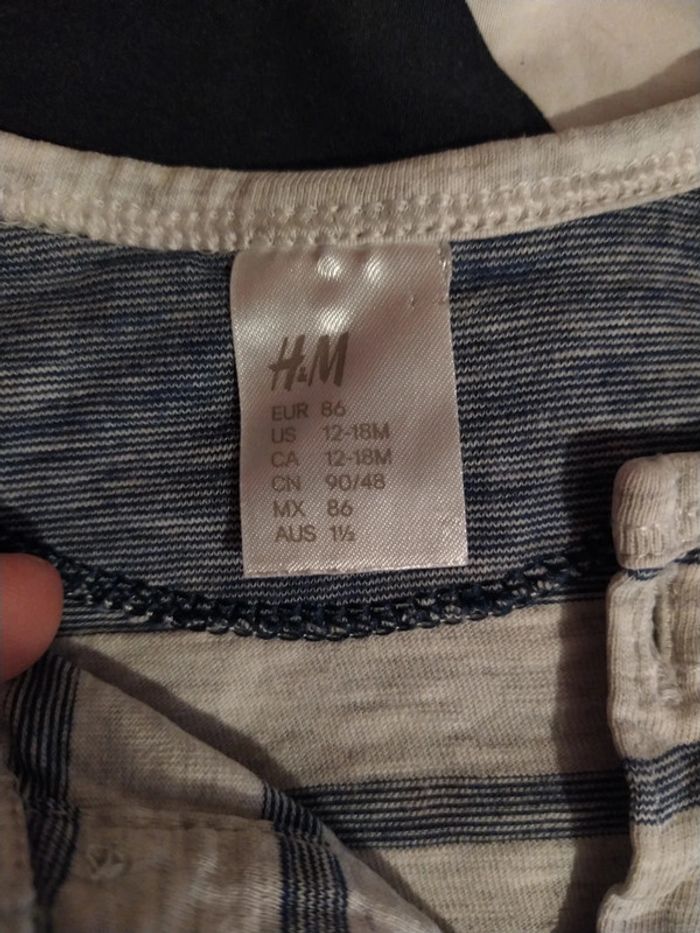 H&M
EUR 86
US 12-18M
CA 12-18M
CN 90/48
MX 86
AUS 1½